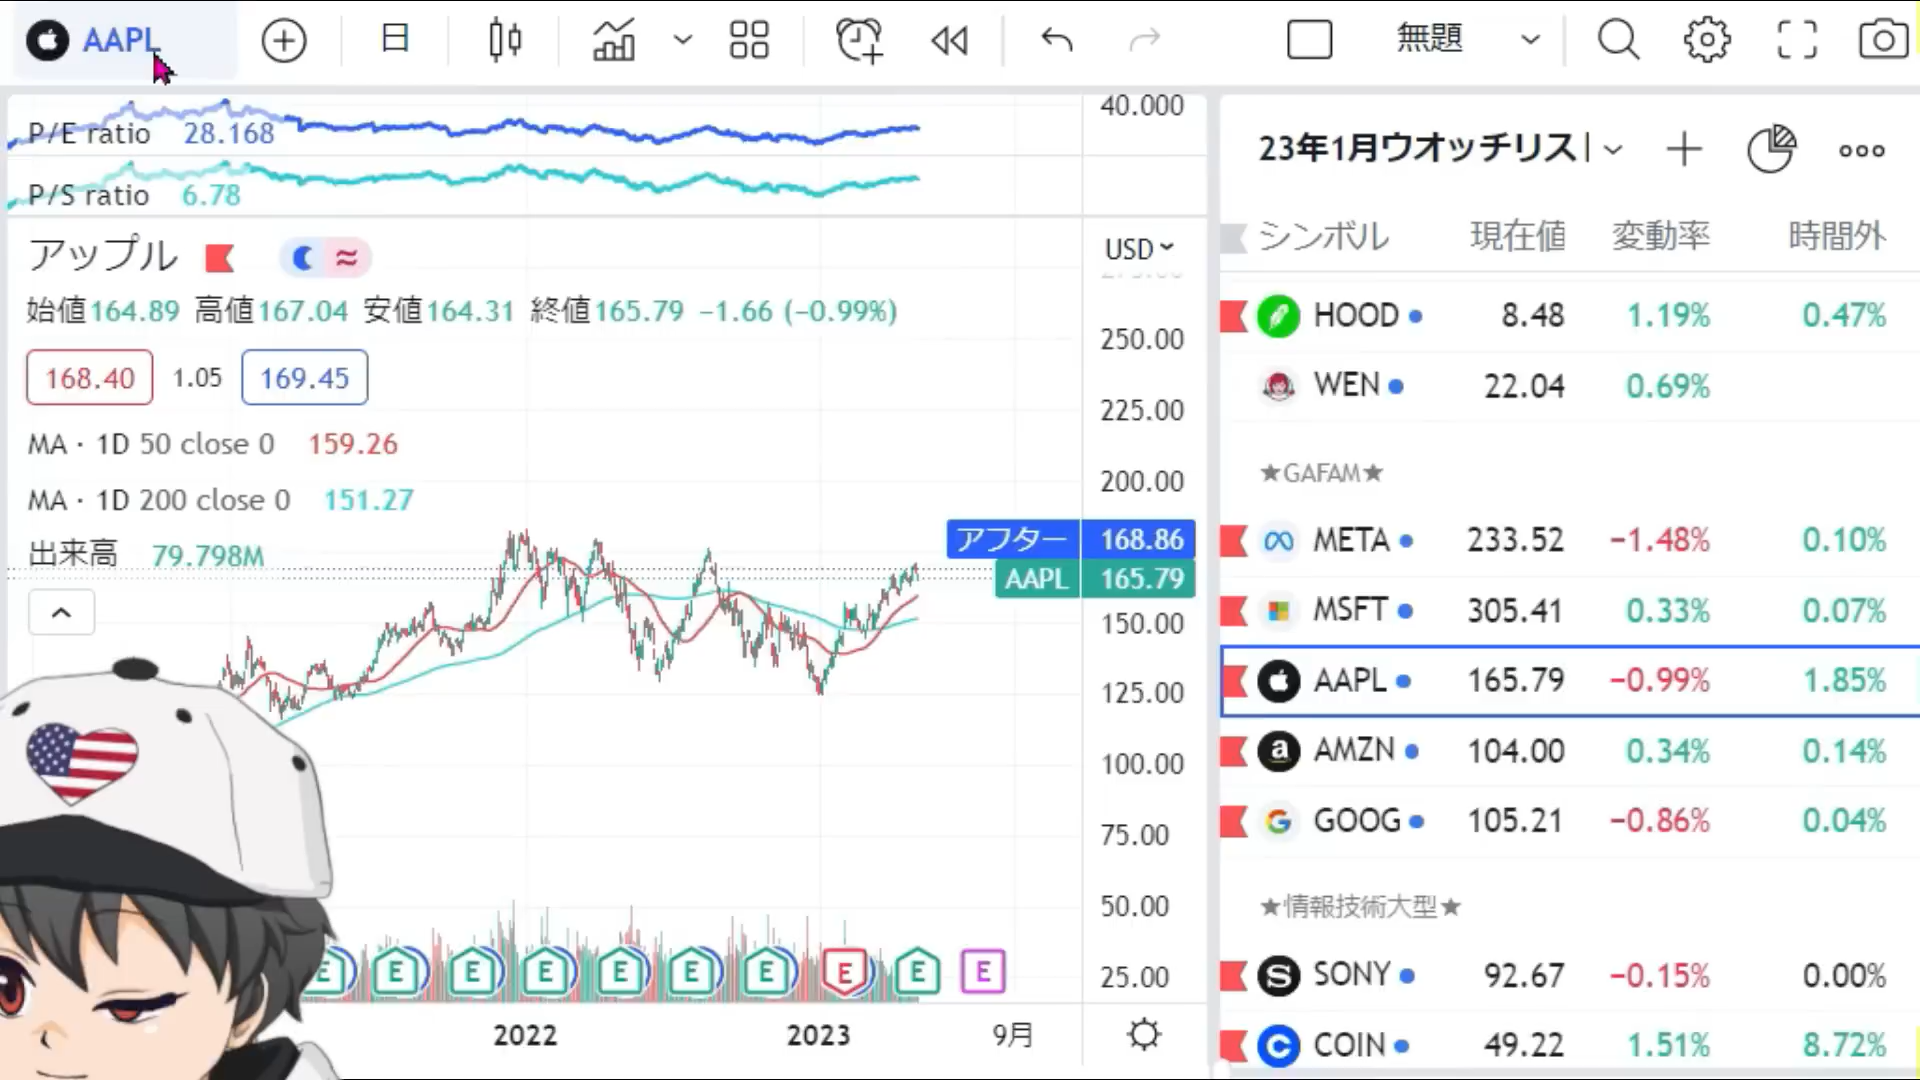 AAPL
日
無題
P/E ratio 28.168
P/S ratio 6.78
40.000
アップル
USD
始値164.89 高値167.04 安値164.31 終値165.79 −1.66 (−0.99%)
168.40 1.05 169.45
MA · 1D 50 close 0 159.26
MA · 1D 200 close 0 151.27
出来高 79.798M
250.00
225.00
200.00
アフター 168.86
AAPL 165.79
150.00
125.00
100.00
75.00
50.00
25.00
E E E E E E E E E E
2022 2023 9月
23年1月ウオッチリスト
シンボル 現在値 変動率 時間外
HOOD 8.48 1.19% 0.47%
WEN 22.04 0.69%
★GAFAM★
META 233.52 −1.48% 0.10%
MSFT 305.41 0.33% 0.07%
AAPL 165.79 −0.99% 1.85%
AMZN 104.00 0.34% 0.14%
GOOG 105.21 −0.86% 0.04%
★情報技術大型★
SONY 92.67 −0.15% 0.00%
COIN 49.22 1.51% 8.72%